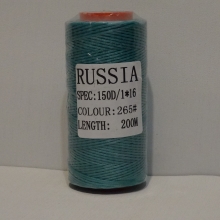 RUSSIA
SPEC:150D/1#16
COLOUR:265#
LENGTH: 200M